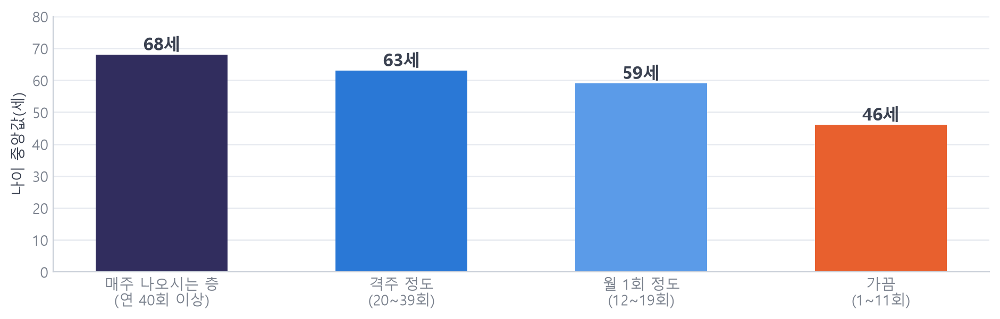 80
70
60
50
40
30
20
10
0
나이 중앙값(세)
68세
63세
59세
46세
매주 나오시는 층
(연 40회 이상)
격주 정도
(20~39회)
월 1회 정도
(12~19회)
가끔
(1~11회)